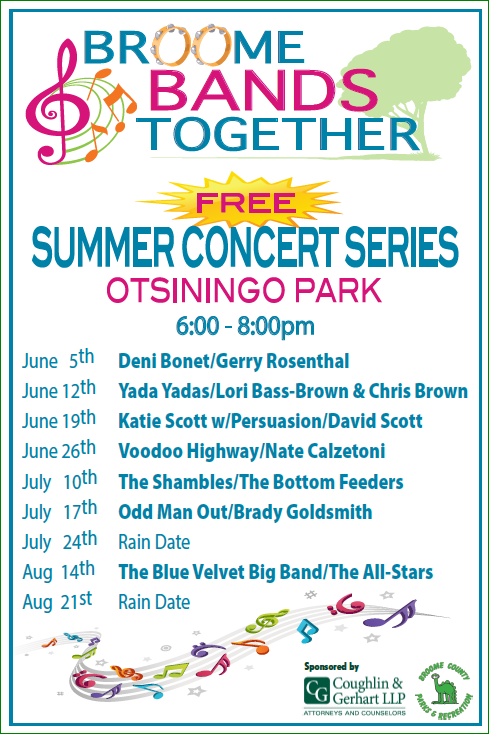 BROOME
BANDS
TOGETHER
FREE
SUMMER CONCERT SERIES
OTSININGO PARK
6:00 - 8:00pm
June 5th Deni Bonet/Gerry Rosenthal
June 12th Yada Yadas/Lori Bass-Brown & Chris Brown
June 19th Katie Scott w/Persuasion/David Scott
June 26th Voodoo Highway/Nate Calzetoni
July 10th The Shambles/The Bottom Feeders
July 17th Odd Man Out/Brady Goldsmith
July 24th Rain Date
Aug 14th The Blue Velvet Big Band/The All-Stars
Aug 21st Rain Date
Sponsored by
CG Coughlin &
Gerhart LLP
ATTORNEYS AND COUNSELORS
BROOME COUNTY
PARKS & RECREATION